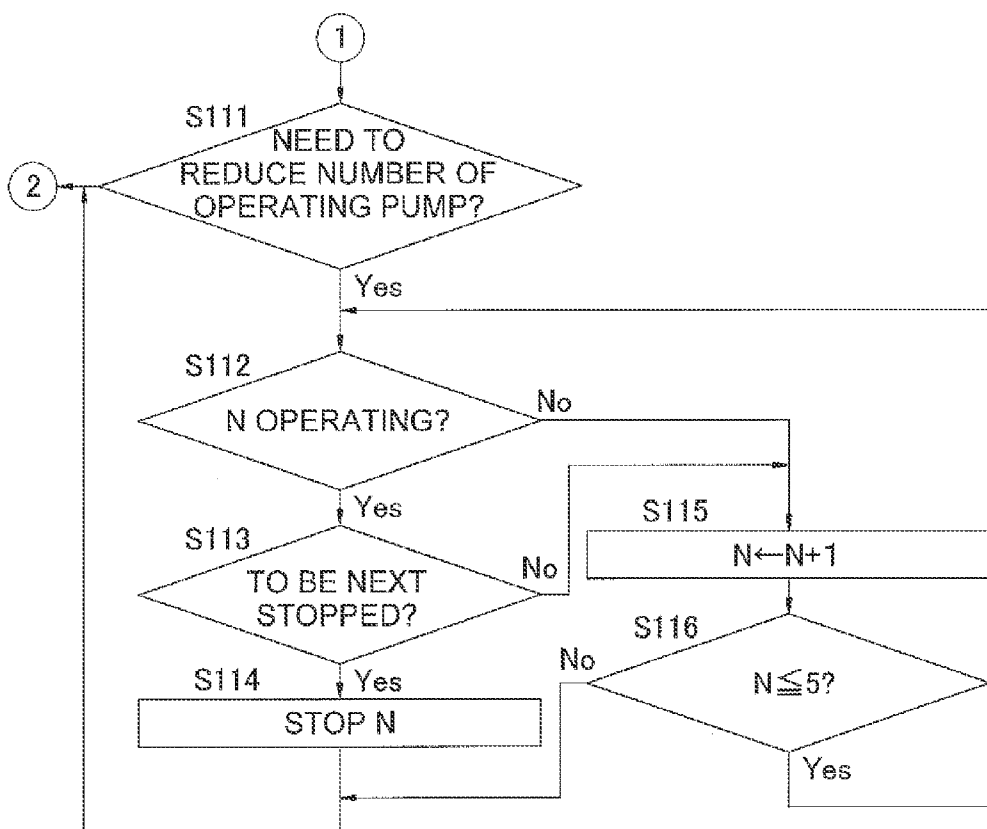 1
S111
NEED TO
REDUCE NUMBER OF
OPERATING PUMP?
2
Yes
S112
N OPERATING?
No
Yes
S113
TO BE NEXT
STOPPED?
No
S115
N←N+1
S116
N≦5?
No
Yes
S114
Yes
STOP N